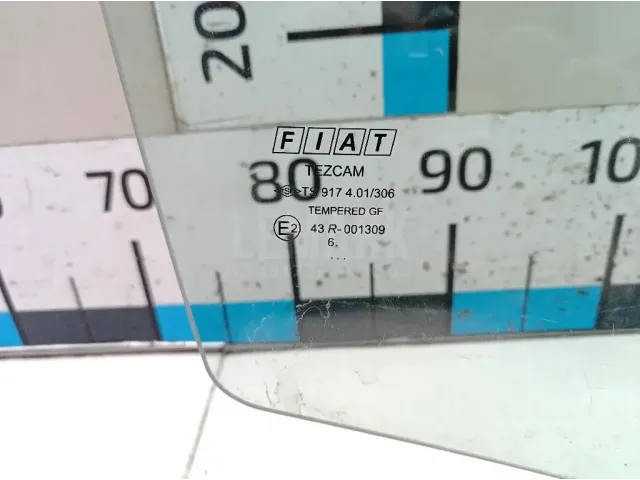 20
FIAT
TEZCAM
TS 917 4.01/306
TEMPERED GF
E2 43 R-001309
6.
...
70 80 90 10